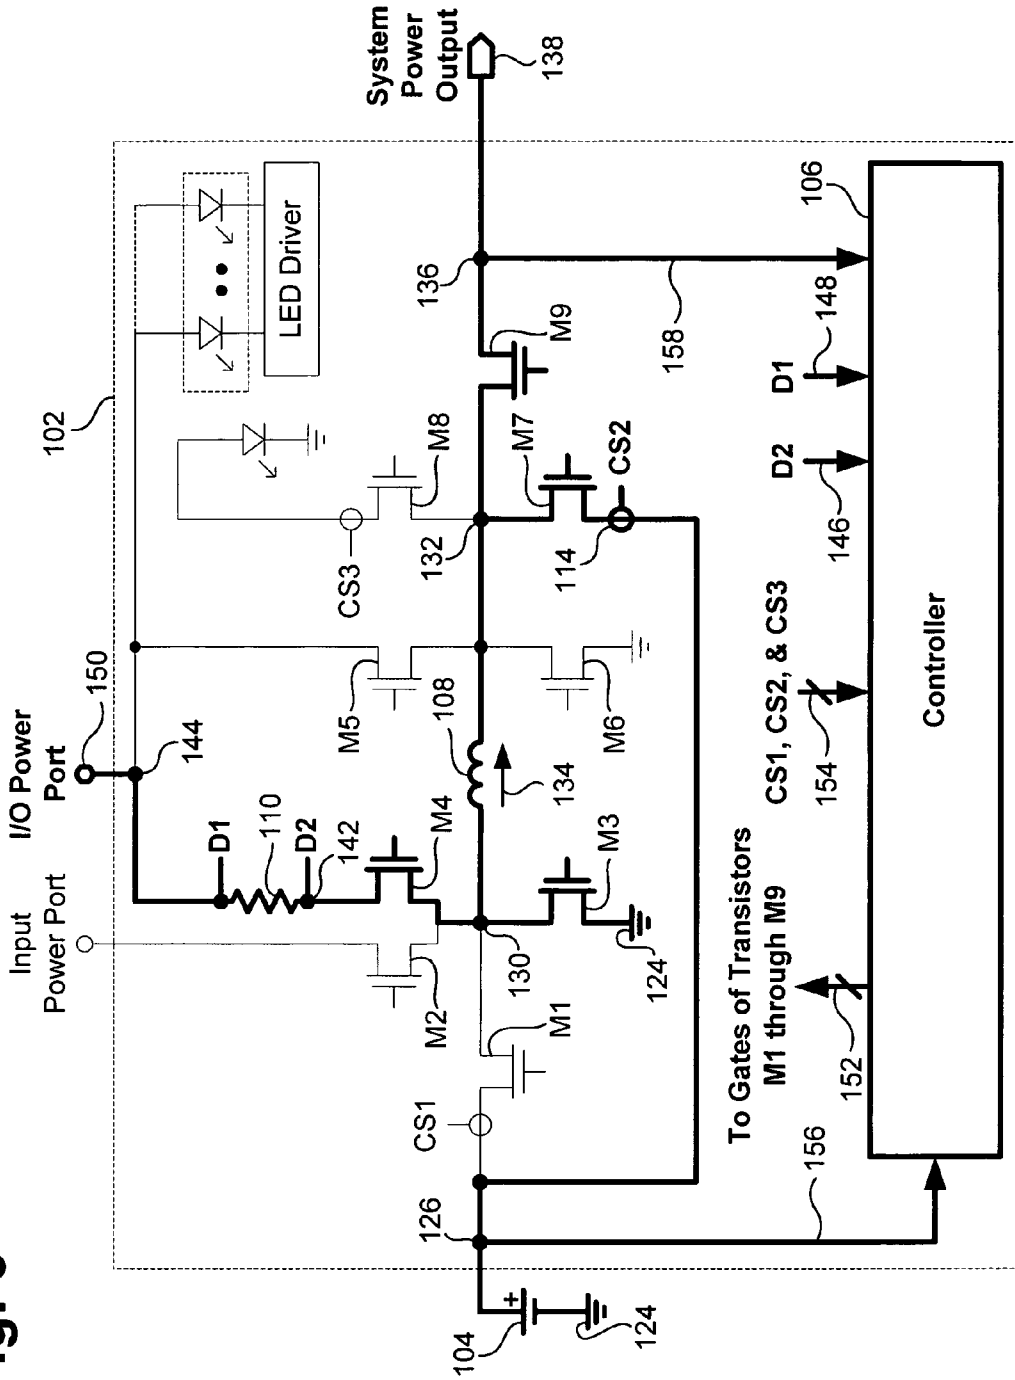 System
Power
Output
138
102
LED Driver
136
M9
158
106
148
D1
D2
146
M8
M7
CS2
CS3
132
114
I/O Power
Port
150
144
M5
108
M6
134
CS1, CS2, & CS3
154
Controller
Input
Power Port
D1
110
D2
142
M4
M3
M2
130
124
M1
CS1
To Gates of Transistors
M1 through M9
152
126
156
104
+
124